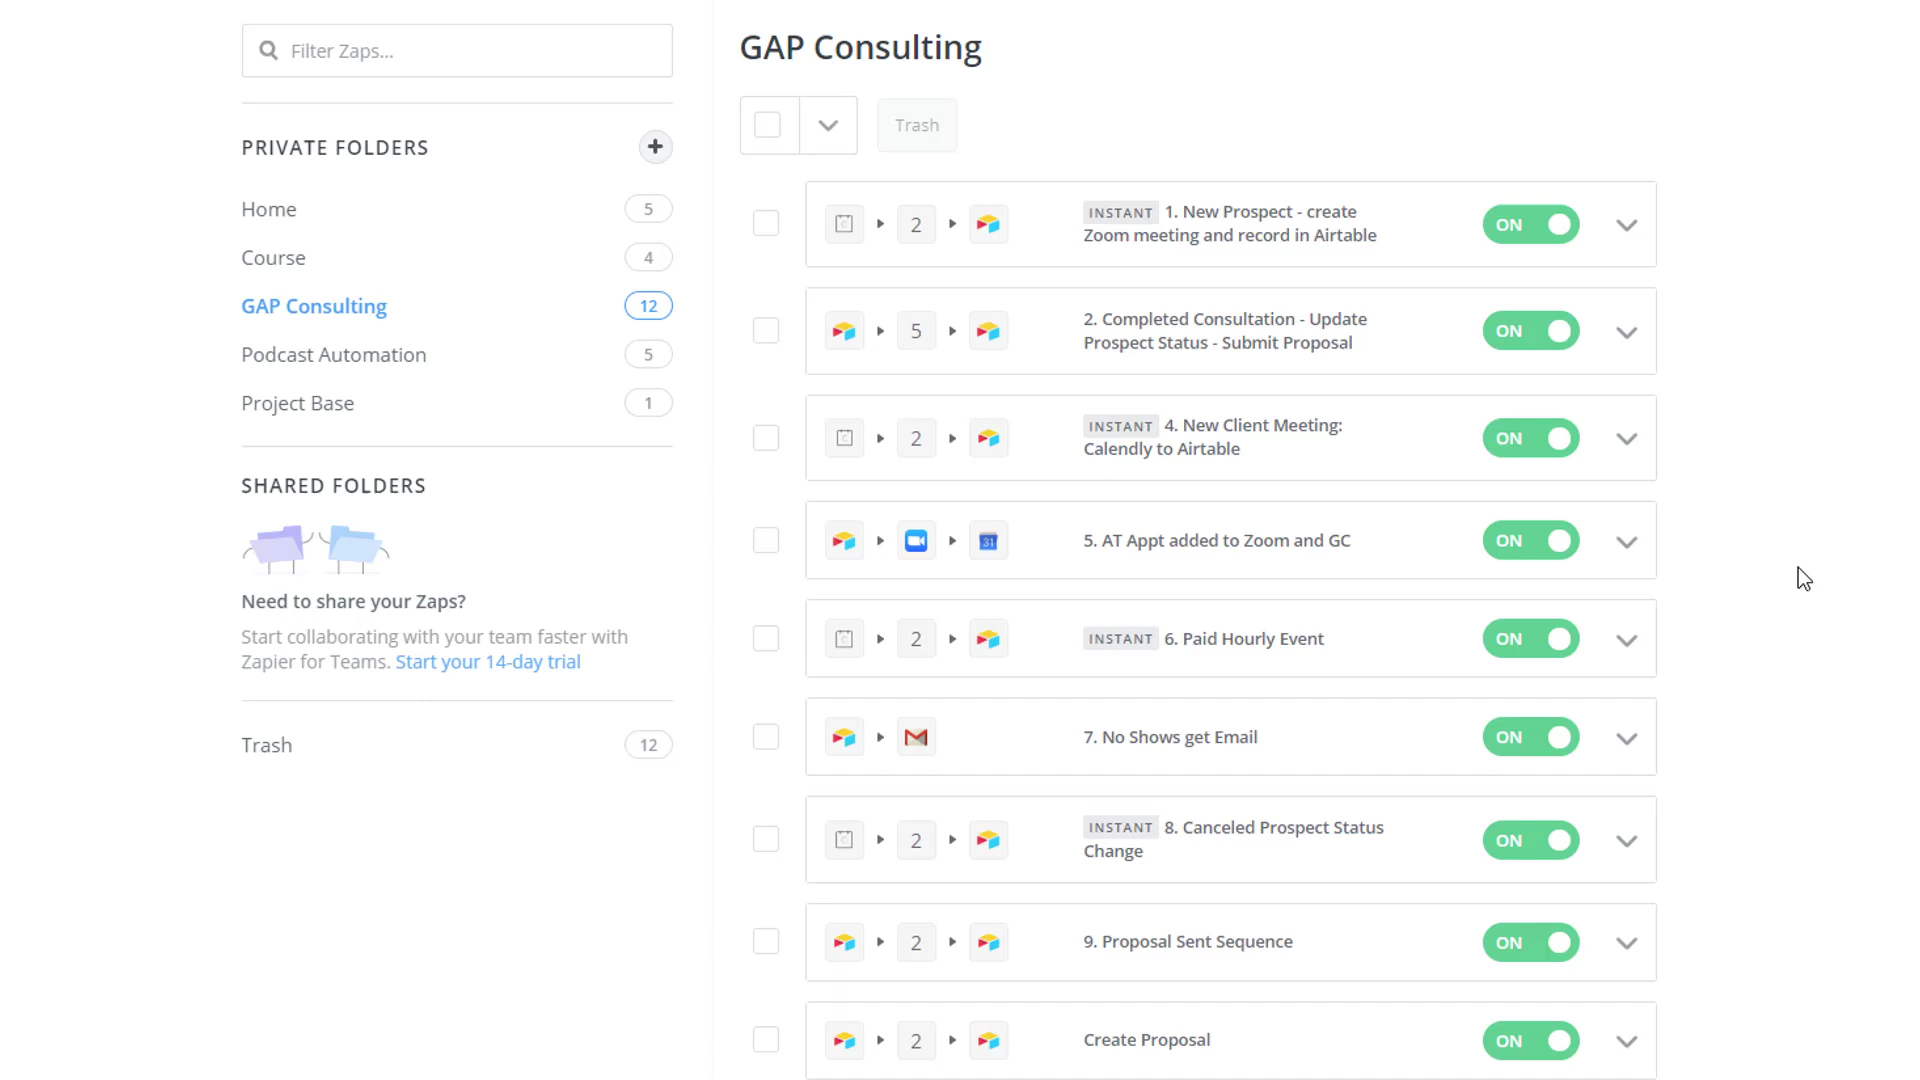 Filter Zaps...
PRIVATE FOLDERS
Home 5
Course 4
GAP Consulting 12
Podcast Automation 5
Project Base 1
SHARED FOLDERS
Need to share your Zaps?
Start collaborating with your team faster with
Zapier for Teams. Start your 14-day trial
Trash 12
GAP Consulting
Trash
2 INSTANT 1. New Prospect - create
Zoom meeting and record in Airtable
ON
5 2. Completed Consultation - Update
Prospect Status - Submit Proposal
ON
2 INSTANT 4. New Client Meeting:
Calendly to Airtable
ON
31 5. AT Appt added to Zoom and GC ON
2 INSTANT 6. Paid Hourly Event ON
7. No Shows get Email ON
2 INSTANT 8. Canceled Prospect Status
Change
ON
2 9. Proposal Sent Sequence ON
2 Create Proposal ON